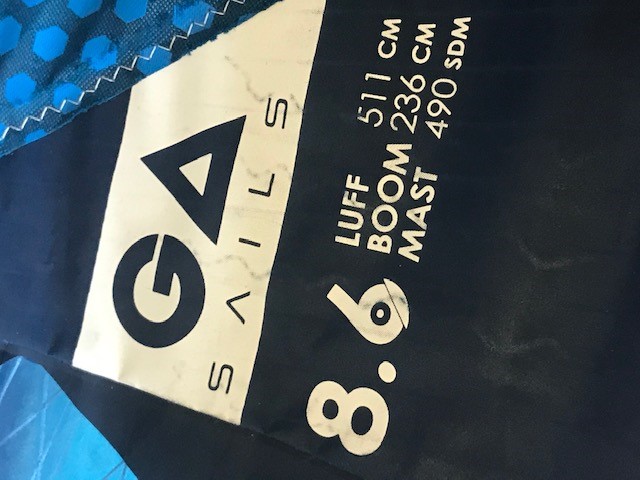 GA
SAILS
8.6
LUFF 511 CM
BOOM 236 CM
MAST 490 SDM